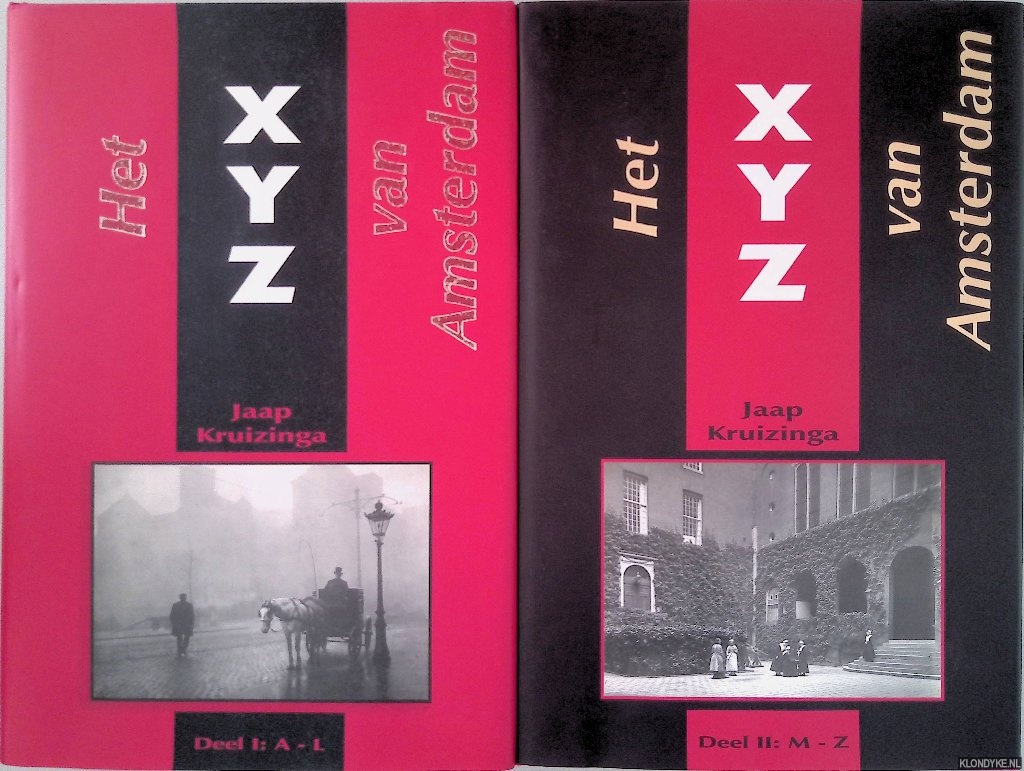 Het
X
Y
Z
van
Amsterdam
Jaap
Kruizinga
Deel I: A - L
Het
X
Y
Z
van
Amsterdam
Jaap
Kruizinga
Deel II: M - Z
KLONDYKE.NL